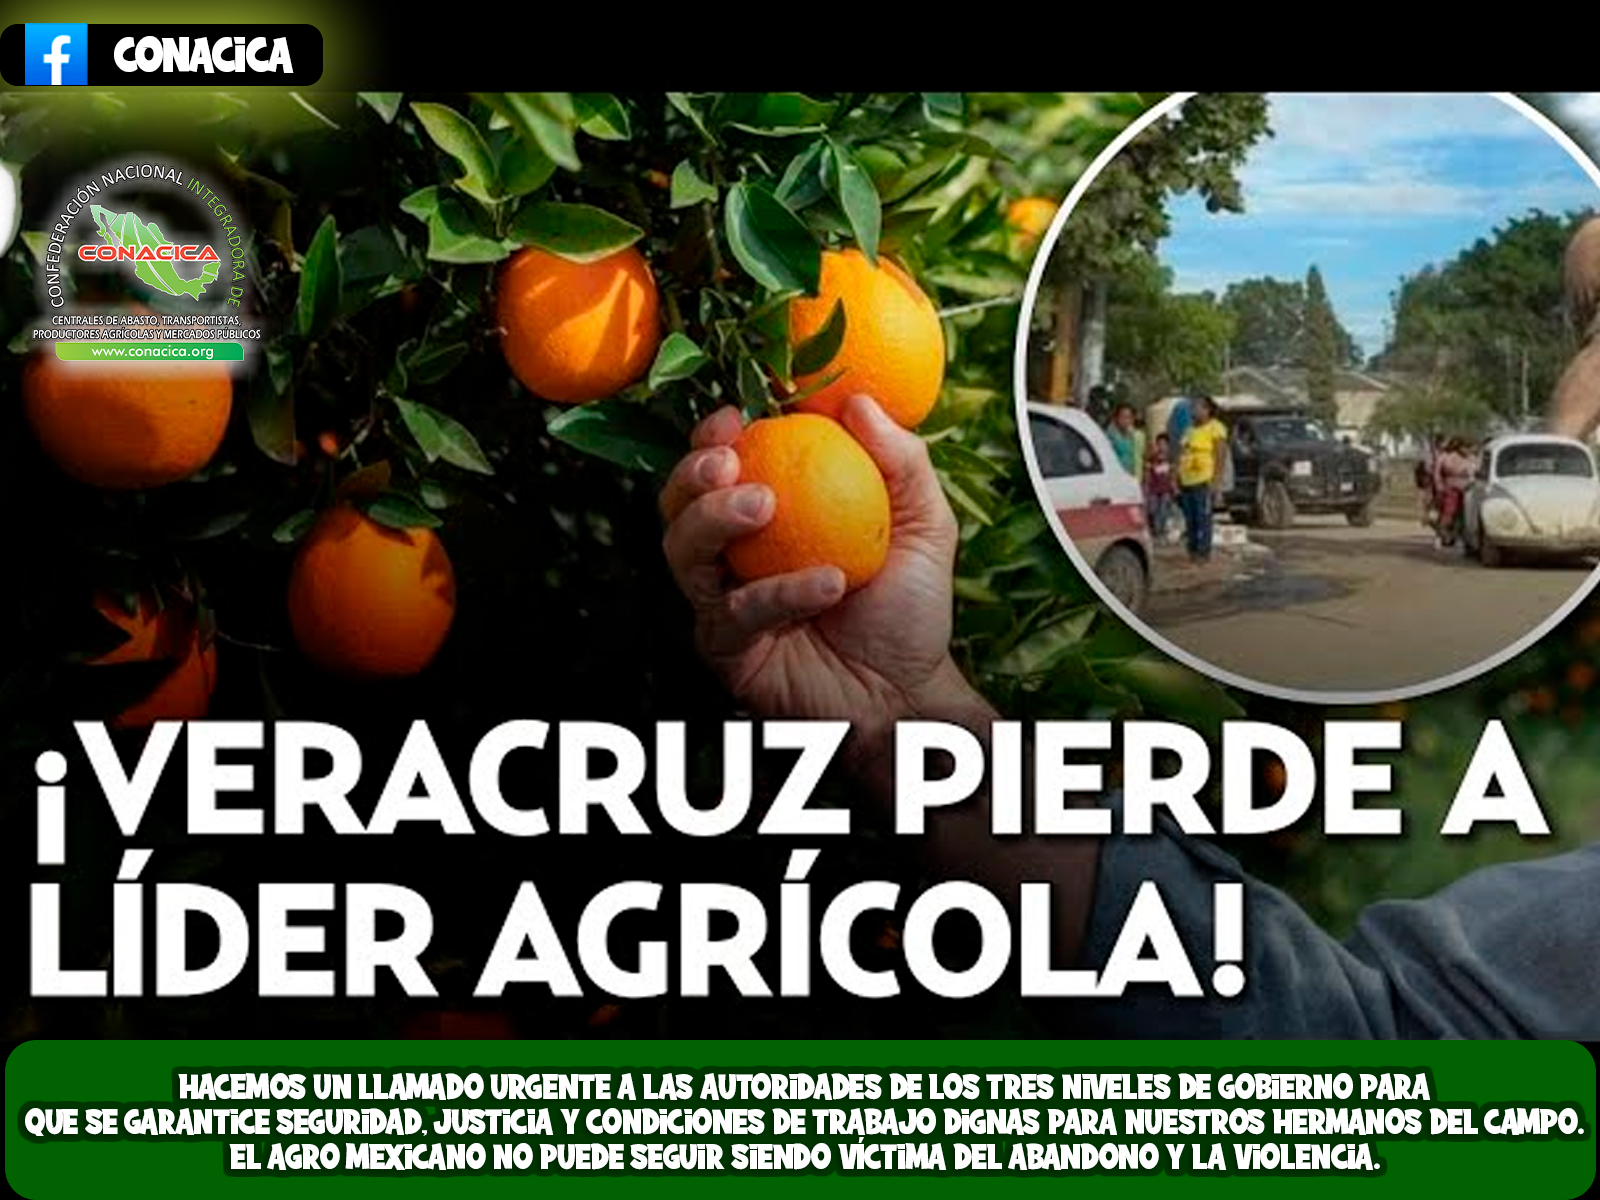 CONACiCA
CONFEDERACIÓN NACIONAL INTEGRADORA DE
CONACICA
CENTRALES DE ABASTO, TRANSPORTISTAS,
PRODUCTORES AGRÍCOLAS Y MERCADOS PÚBLICOS
www.conacica.org
¡VERACRUZ PIERDE A
LÍDER AGRÍCOLA!
HACEMOS UN LLAMADO URGENTE A LAS AUTORiDADES DE LOS TRES NiVELES DE GOBiERNO PARA
QUE SE GARANTiCE SEGURiDAD, JUSTiCiA Y CONDiCiONES DE TRABAJO DiGNAS PARA NUESTROS HERMANOS DEL CAMPO.
EL AGRO MEXiCANO NO PUEDE SEGUiR SiENDO VÍCTiMA DEL ABANDONO Y LA ViOLENCiA.